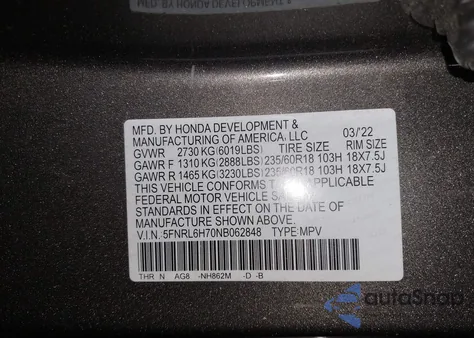 MFD. BY HONDA DEVELOPMENT &
MANUFACTURING OF AMERICA, LLC 03/'22
GVWR 2730 KG (6019LBS) TIRE SIZE RIM SIZE
GAWR F 1310 KG (2888LBS) 235/60R18 103H 18X7.5J
GAWR R 1465 KG (3230LBS) 235/60R18 103H 18X7.5J
THIS VEHICLE CONFORMS TO ALL APPLICABLE
FEDERAL MOTOR VEHICLE SAFETY
STANDARDS IN EFFECT ON THE DATE OF
MANUFACTURE SHOWN ABOVE.
V.I.N. 5FNRL6H70NB062848 TYPE:MPV
THR N AG8 -NH862M -D -B
autoSnap